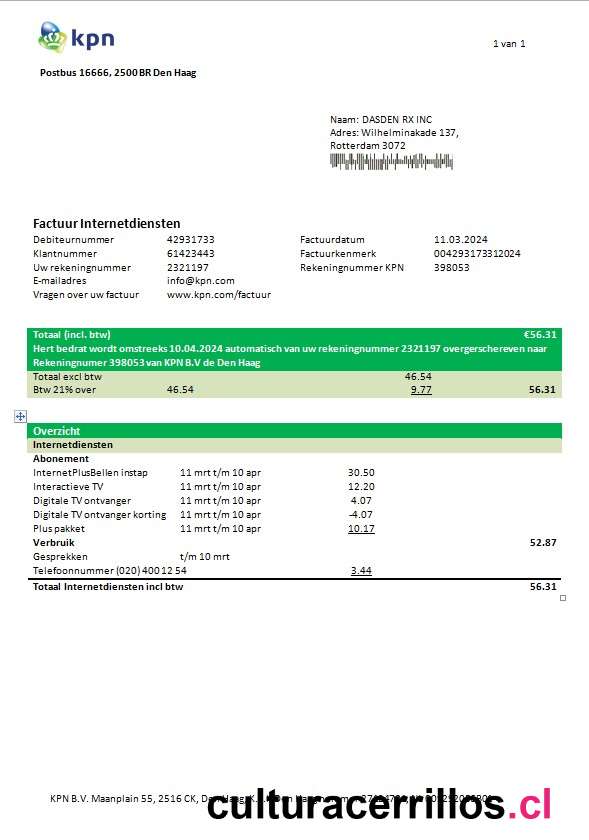 kpn
1 van 1
Postbus 16666, 2500 BR Den Haag
Naam: DASDEN RX INC
Adres: Wilhelminakade 137,
Rotterdam 3072
Factuur Internetdiensten
Debiteurnummer 42931733 Factuurdatum 11.03.2024
Klantnummer 61423443 Factuurkenmerk 004293173312024
Uw rekeningnummer 2321197 Rekeningnummer KPN 398053
E-mailadres info@kpn.com
Vragen over uw factuur www.kpn.com/factuur
Totaal (incl. btw) €56.31
Hert bedrat wordt omstreeks 10.04.2024 automatisch van uw rekeningnummer 2321197 overgerschereven naar
Rekeningnumer 398053 van KPN B.V de Den Haag
Totaal excl btw 46.54
Btw 21% over 46.54 9.77 56.31
Overzicht
Internetdiensten
Abonement
InternetPlusBellen instap 11 mrt t/m 10 apr 30.50
Interactieve TV 11 mrt t/m 10 apr 12.20
Digitale TV ontvanger 11 mrt t/m 10 apr 4.07
Digitale TV ontvanger korting 11 mrt t/m 10 apr -4.07
Plus pakket 11 mrt t/m 10 apr 10.17
Verbruik 52.87
Gesprekken t/m 10 mrt
Telefoonnummer (020) 400 12 54 3.44
Totaal Internetdiensten incl btw 56.31
KPN B.V. Maanplein 55, 2516 CK, Den Haag
culturacerrillos.cl